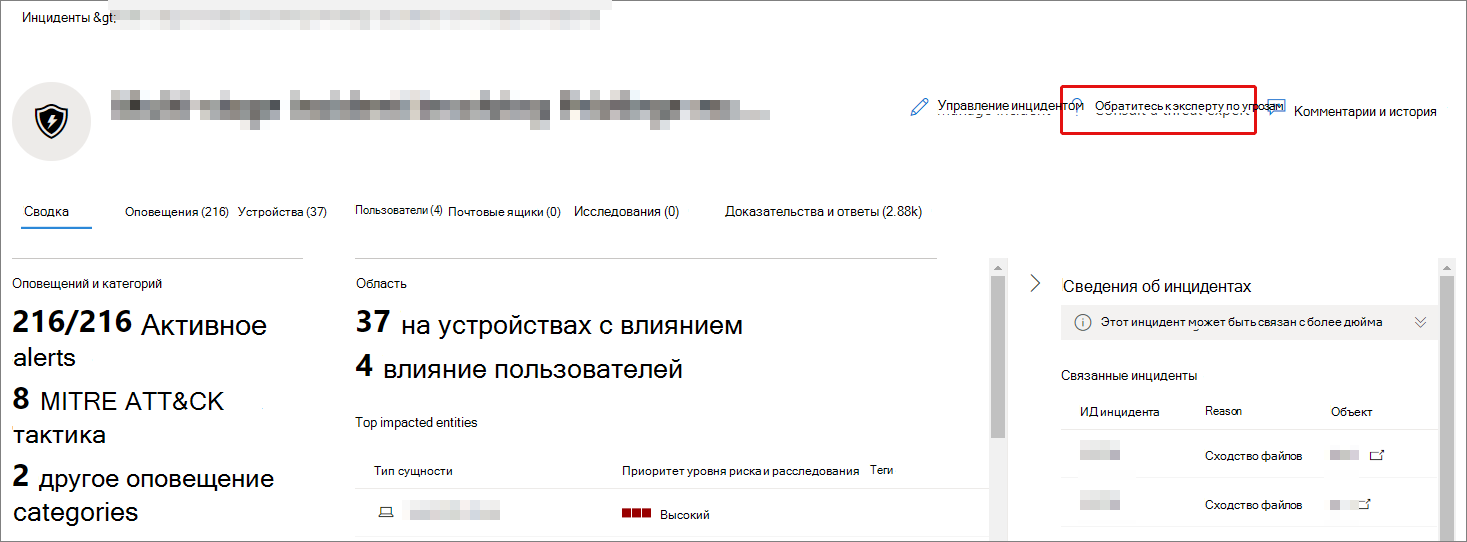 Инциденты &gt;
Управление инцидентом
Обратитесь к эксперту по угрозам
Consult a threat expert
Комментарии и история
Сводка
Оповещения (216)
Устройства (37)
Пользователи (4)
Почтовые ящики (0)
Исследования (0)
Доказательства и ответы (2.88k)
Оповещений и категорий
216/216 Активное
alerts
8 MITRE ATT&CK
тактика
2 другое оповещение
categories
Область
37 на устройствах с влиянием
4 влияние пользователей
Top impacted entities
Тип сущности
Приоритет уровня риска и расследования
Теги
Высокий
Сведения об инцидентах
Этот инцидент может быть связан с более дюйма
Связанные инциденты
ИД инцидента
Reason
Объект
Сходство файлов
Сходство файлов